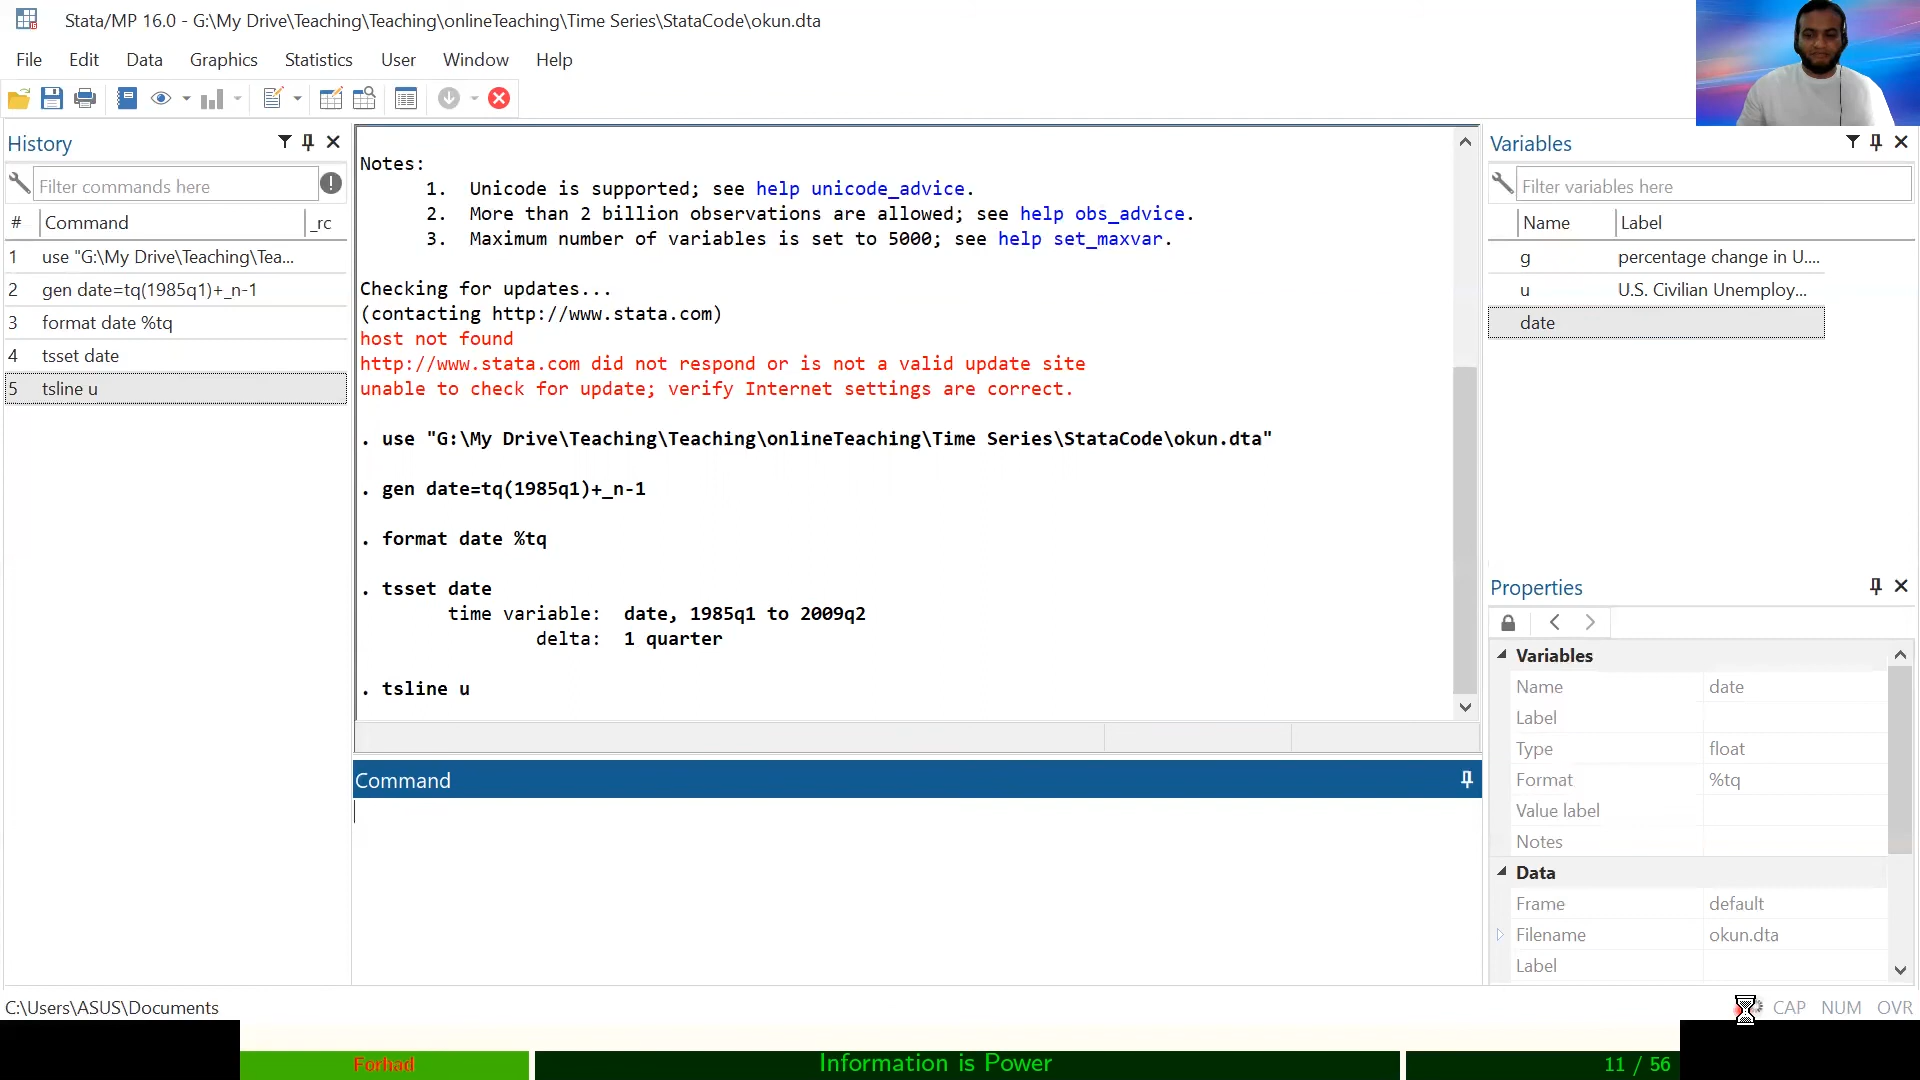 Stata/MP 16.0 - G:\My Drive\Teaching\Teaching\onlineTeaching\Time Series\StataCode\okun.dta
File Edit Data Graphics Statistics User Window Help
History
Filter commands here
# Command _rc
1 use "G:\My Drive\Teaching\Tea...
2 gen date=tq(1985q1)+_n-1
3 format date %tq
4 tsset date
5 tsline u
Notes:
1. Unicode is supported; see help unicode_advice.
2. More than 2 billion observations are allowed; see help obs_advice.
3. Maximum number of variables is set to 5000; see help set_maxvar.
Checking for updates...
(contacting http://www.stata.com)
host not found
http://www.stata.com did not respond or is not a valid update site
unable to check for update; verify Internet settings are correct.
. use "G:\My Drive\Teaching\Teaching\onlineTeaching\Time Series\StataCode\okun.dta"
. gen date=tq(1985q1)+_n-1
. format date %tq
. tsset date
time variable: date, 1985q1 to 2009q2
delta: 1 quarter
. tsline u
Command
Variables
Filter variables here
Name Label
g percentage change in U....
u U.S. Civilian Unemploy...
date
Properties
Variables
Name date
Label
Type float
Format %tq
Value label
Notes
Data
Frame default
Filename okun.dta
Label
C:\Users\ASUS\Documents
CAP NUM OVR
Forhad
Information is Power
11 / 56